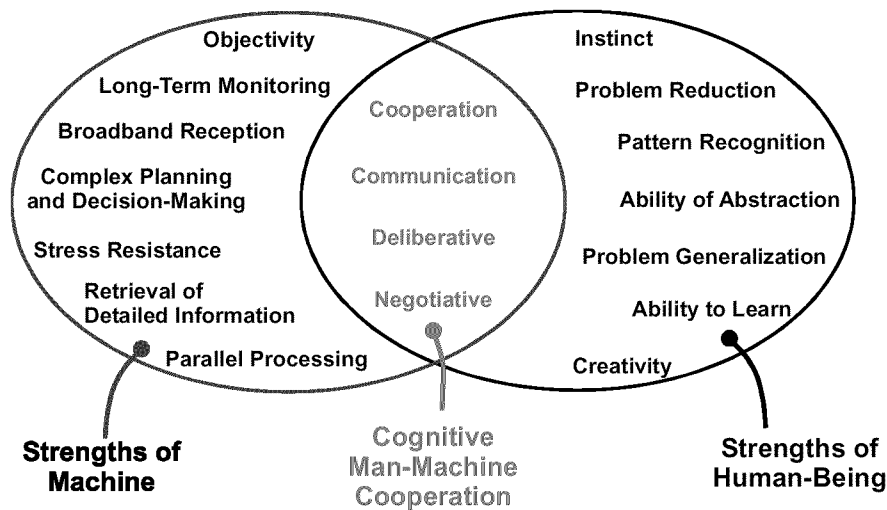 Objectivity
Long-Term Monitoring
Broadband Reception
Complex Planning
and Decision-Making
Stress Resistance
Retrieval of
Detailed Information
Parallel Processing
Cooperation
Communication
Deliberative
Negotiative
Instinct
Problem Reduction
Pattern Recognition
Ability of Abstraction
Problem Generalization
Ability to Learn
Creativity
Strengths of
Machine
Cognitive
Man-Machine
Cooperation
Strengths of
Human-Being